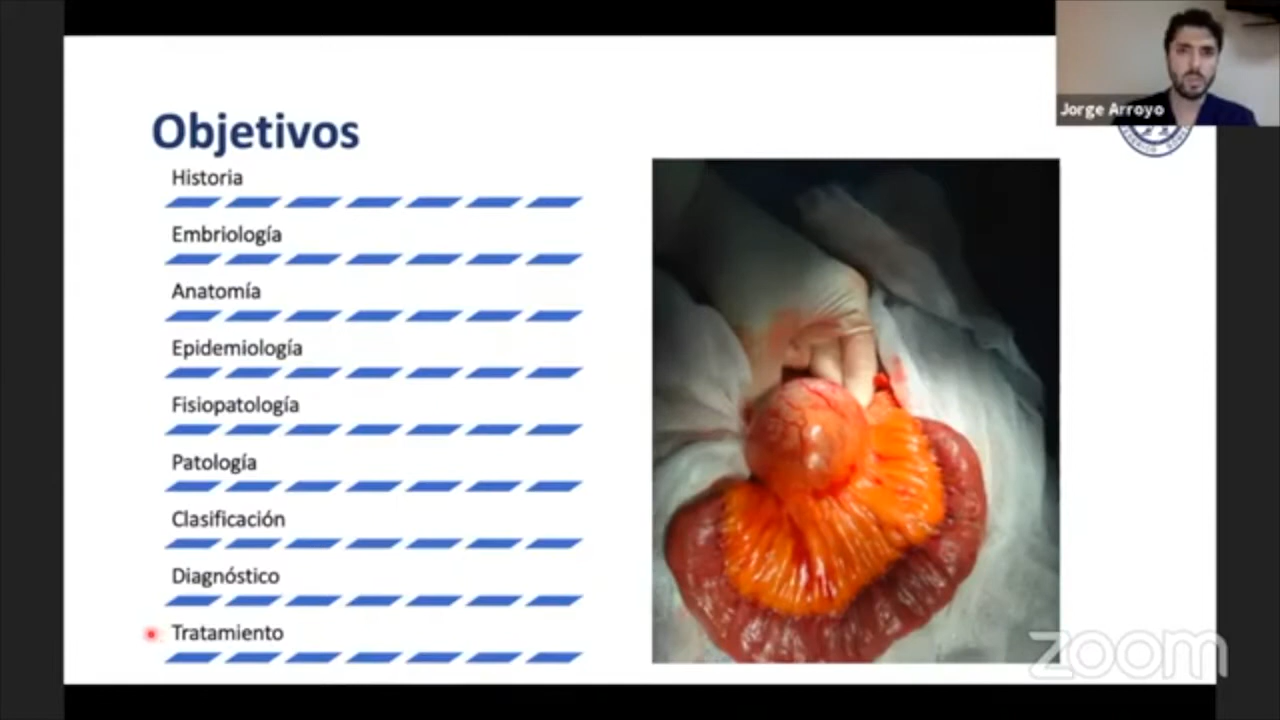 Objetivos
Historia
Embriología
Anatomía
Epidemiología
Fisiopatología
Patología
Clasificación
Diagnóstico
Tratamiento
Jorge Arroyo
zoom